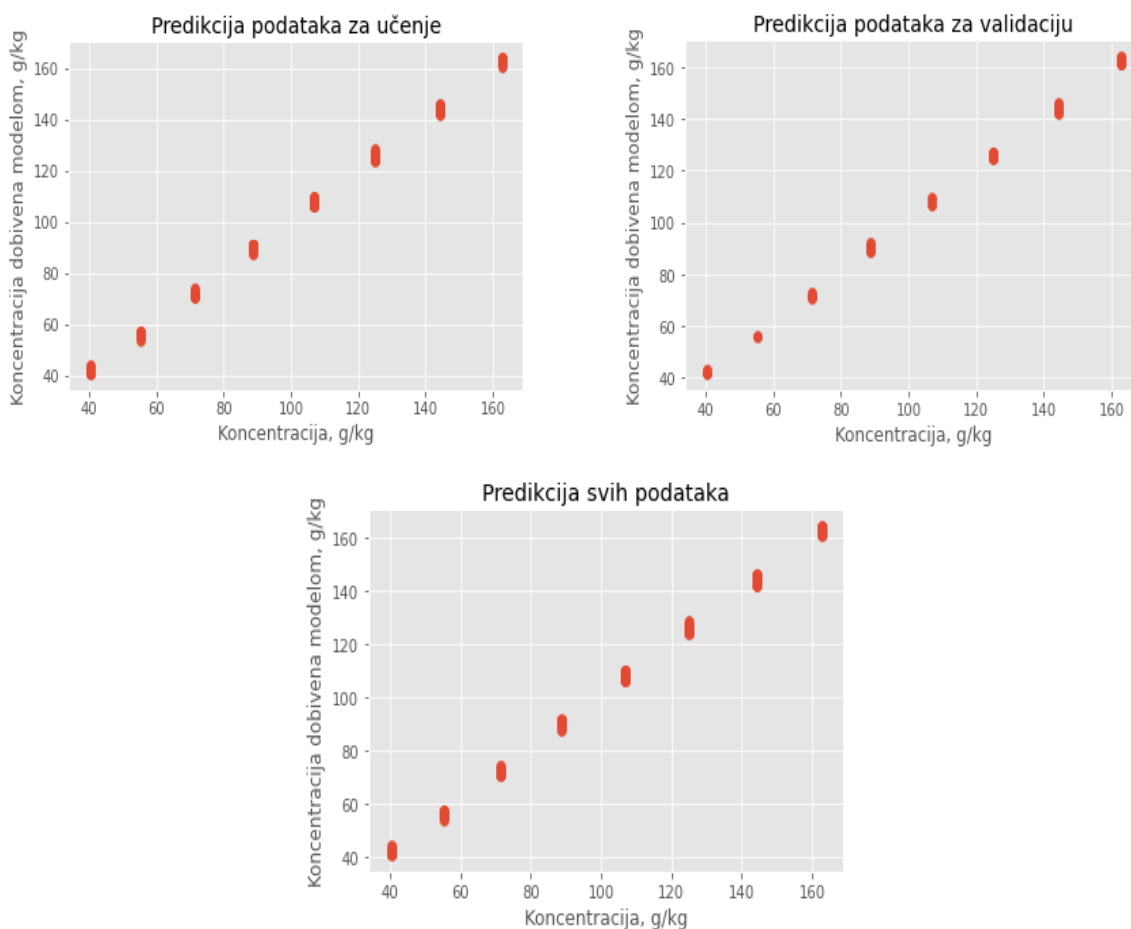 Predikcija podataka za učenje
Koncentracija dobivena modelom, g/kg
160
140
120
100
80
60
40
40 60 80 100 120 140 160
Koncentracija, g/kg
Predikcija podataka za validaciju
Koncentracija dobivena modelom, g/kg
160
140
120
100
80
60
40
40 60 80 100 120 140 160
Koncentracija, g/kg
Predikcija svih podataka
Koncentracija dobivena modelom, g/kg
160
140
120
100
80
60
40
40 60 80 100 120 140 160
Koncentracija, g/kg